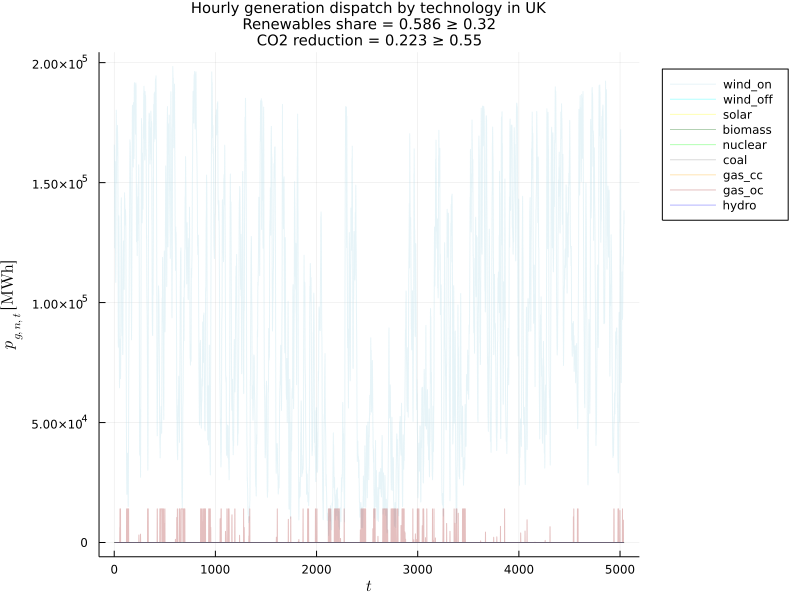 Hourly generation dispatch by technology in UK
Renewables share = 0.586 ≥ 0.32
CO2 reduction = 0.223 ≥ 0.55
2.00×10⁵
1.50×10⁵
1.00×10⁵
5.00×10⁴
0
p_{g,n,t} [MWh]
0 1000 2000 3000 4000 5000
t
wind_on
wind_off
solar
biomass
nuclear
coal
gas_cc
gas_oc
hydro